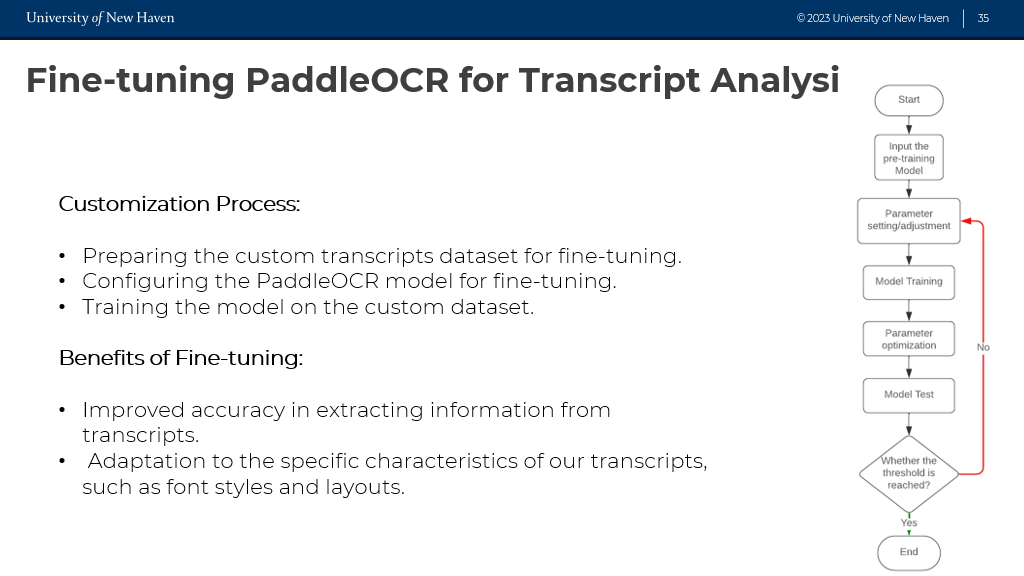 University of New Haven
© 2023 University of New Haven
35
Fine-tuning PaddleOCR for Transcript Analysi
Customization Process:
• Preparing the custom transcripts dataset for fine-tuning.
• Configuring the PaddleOCR model for fine-tuning.
• Training the model on the custom dataset.
Benefits of Fine-tuning:
• Improved accuracy in extracting information from
transcripts.
• Adaptation to the specific characteristics of our transcripts,
such as font styles and layouts.
Start
Input the
pre-training
Model
Parameter
setting/adjustment
Model Training
Parameter
optimization
No
Model Test
Whether the
threshold is
reached?
Yes
End